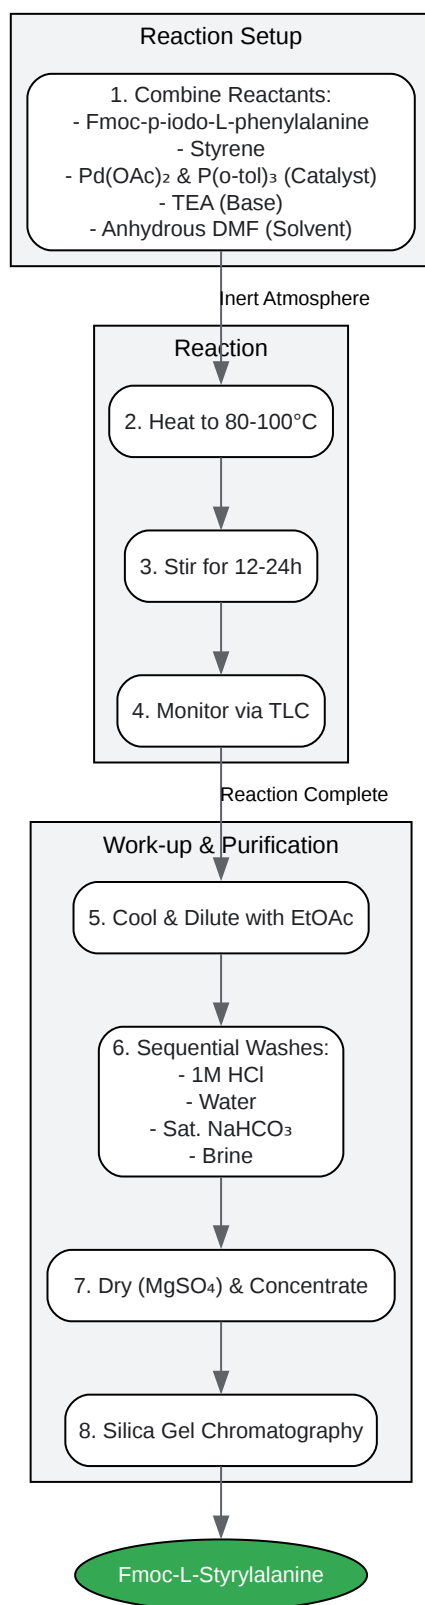 Reaction Setup
1. Combine Reactants:
- Fmoc-p-iodo-L-phenylalanine
- Styrene
- Pd(OAc)₂ & P(o-tol)₃ (Catalyst)
- TEA (Base)
- Anhydrous DMF (Solvent)
Inert Atmosphere
Reaction
2. Heat to 80-100°C
3. Stir for 12-24h
4. Monitor via TLC
Reaction Complete
Work-up & Purification
5. Cool & Dilute with EtOAc
6. Sequential Washes:
- 1M HCl
- Water
- Sat. NaHCO₃
- Brine
7. Dry (MgSO₄) & Concentrate
8. Silica Gel Chromatography
Fmoc-L-Styrylalanine